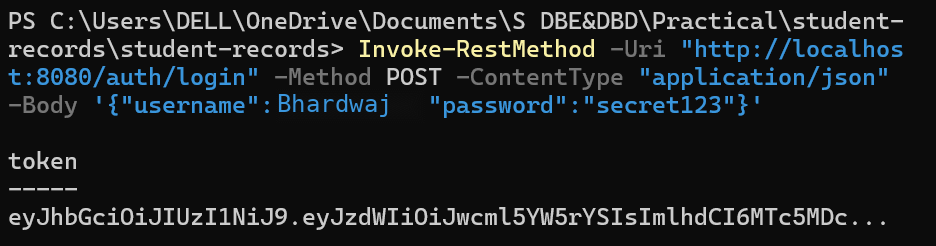 PS C:\Users\DELL\OneDrive\Documents\S DBE&DBD\Practical\student-
records\student-records> Invoke-RestMethod -Uri "http://localhos
t:8080/auth/login" -Method POST -ContentType "application/json"
-Body '{"username":Bhardwaj "password":"secret123"}'
token
-----
eyJhbGciOiJIUzI1NiJ9.eyJzdWIiOiJwcml5YW5rYSIsImlhdCI6MTc5MDc...